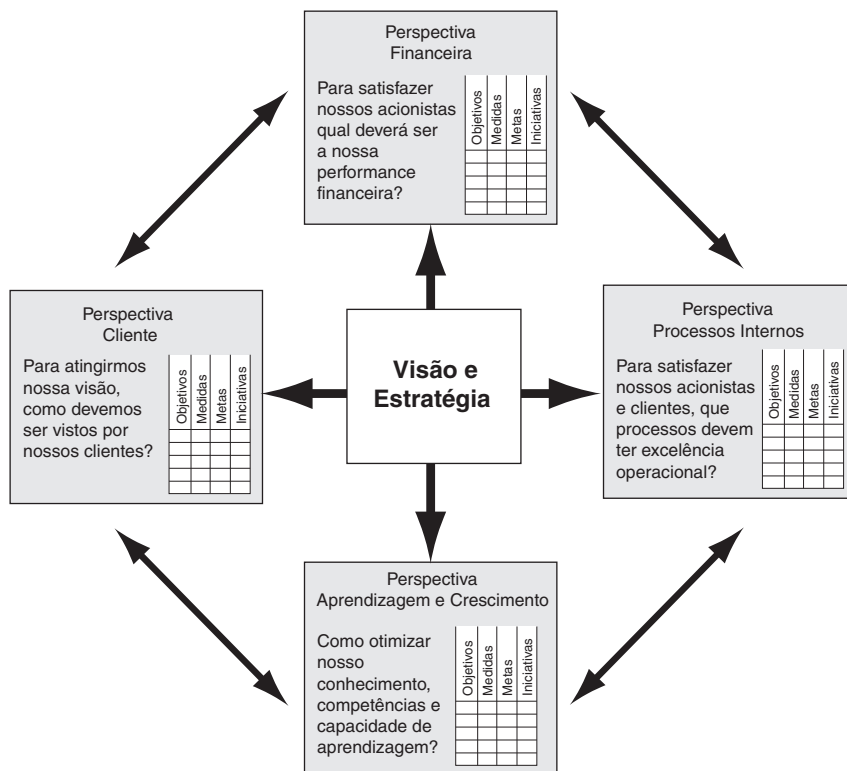 Perspectiva
Financeira
Para satisfazer
nossos acionistas
qual deverá ser
a nossa
performance
financeira?
Objetivos
Medidas
Metas
Iniciativas
Perspectiva
Cliente
Para atingirmos
nossa visão,
como devemos
ser vistos por
nossos clientes?
Objetivos
Medidas
Metas
Iniciativas
Visão e
Estratégia
Perspectiva
Processos Internos
Para satisfazer
nossos acionistas
e clientes, que
processos devem
ter excelência
operacional?
Objetivos
Medidas
Metas
Iniciativas
Perspectiva
Aprendizagem e Crescimento
Como otimizar
nosso
conhecimento,
competências e
capacidade de
aprendizagem?
Objetivos
Medidas
Metas
Iniciativas